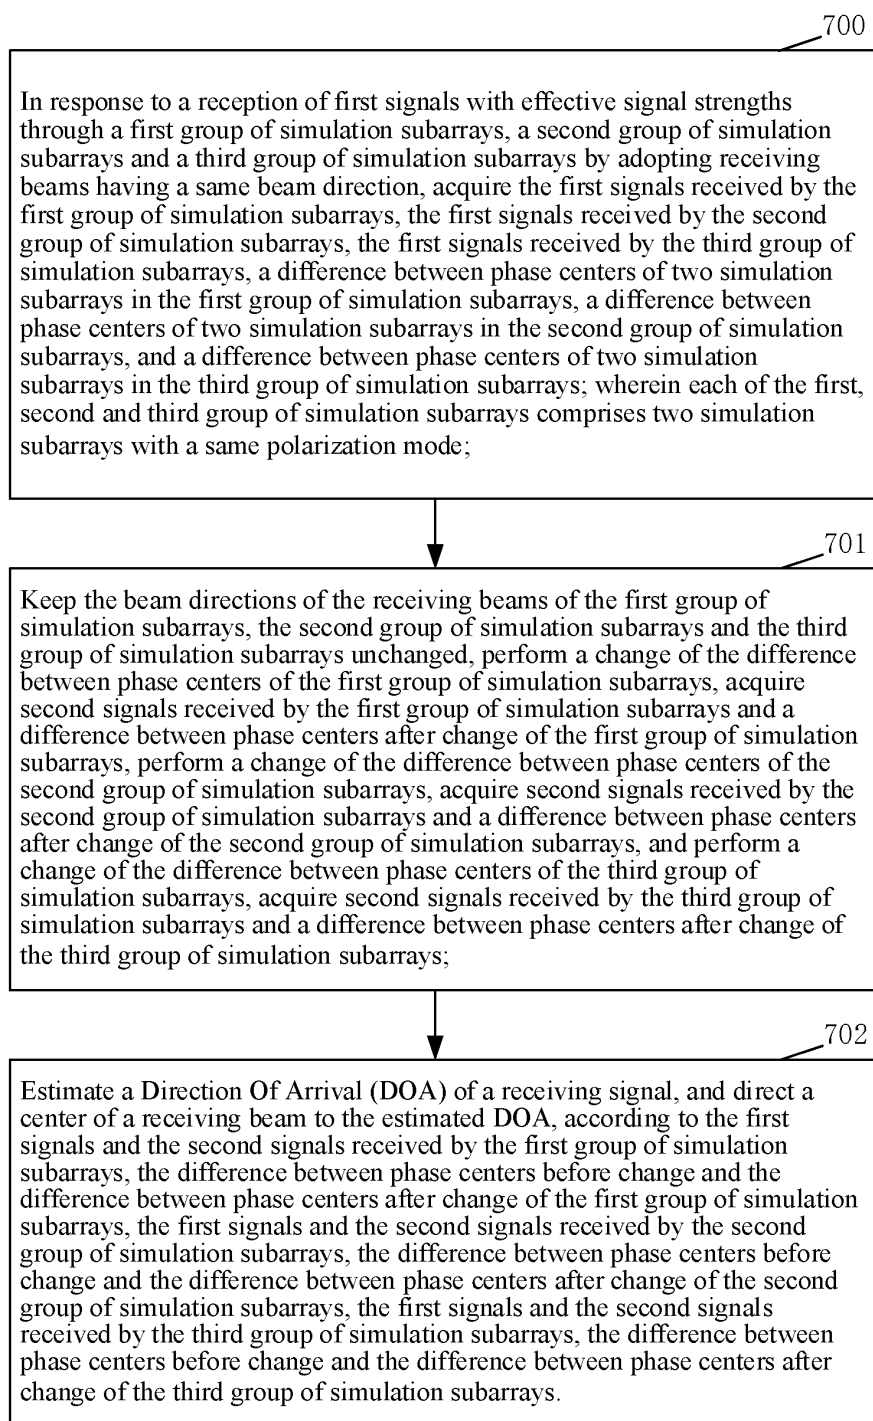 700
In response to a reception of first signals with effective signal strengths
through a first group of simulation subarrays, a second group of simulation
subarrays and a third group of simulation subarrays by adopting receiving
beams having a same beam direction, acquire the first signals received by the
first group of simulation subarrays, the first signals received by the second
group of simulation subarrays, the first signals received by the third group of
simulation subarrays, a difference between phase centers of two simulation
subarrays in the first group of simulation subarrays, a difference between
phase centers of two simulation subarrays in the second group of simulation
subarrays, and a difference between phase centers of two simulation
subarrays in the third group of simulation subarrays; wherein each of the first,
second and third group of simulation subarrays comprises two simulation
subarrays with a same polarization mode;
701
Keep the beam directions of the receiving beams of the first group of
simulation subarrays, the second group of simulation subarrays and the third
group of simulation subarrays unchanged, perform a change of the difference
between phase centers of the first group of simulation subarrays, acquire
second signals received by the first group of simulation subarrays and a
difference between phase centers after change of the first group of simulation
subarrays, perform a change of the difference between phase centers of the
second group of simulation subarrays, acquire second signals received by the
second group of simulation subarrays and a difference between phase centers
after change of the second group of simulation subarrays, and perform a
change of the difference between phase centers of the third group of
simulation subarrays, acquire second signals received by the third group of
simulation subarrays and a difference between phase centers after change of
the third group of simulation subarrays;
702
Estimate a Direction Of Arrival (DOA) of a receiving signal, and direct a
center of a receiving beam to the estimated DOA, according to the first
signals and the second signals received by the first group of simulation
subarrays, the difference between phase centers before change and the
difference between phase centers after change of the first group of simulation
subarrays, the first signals and the second signals received by the second
group of simulation subarrays, the difference between phase centers before
change and the difference between phase centers after change of the second
group of simulation subarrays, the first signals and the second signals
received by the third group of simulation subarrays, the difference between
phase centers before change and the difference between phase centers after
change of the third group of simulation subarrays.